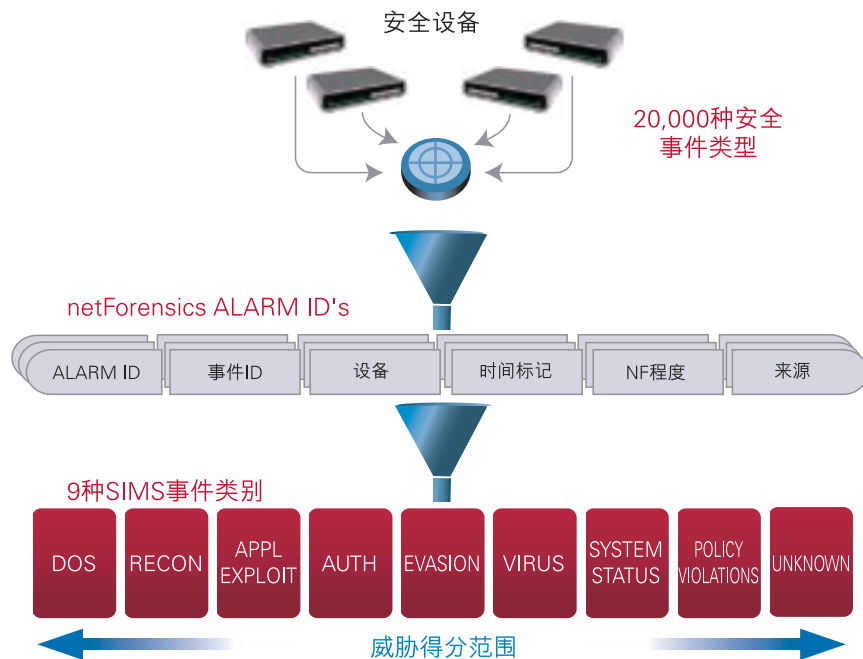 安全设备
20,000种安全
事件类型
netForensics ALARM ID's
ALARM ID
事件ID
设备
时间标记
NF程度
来源
9种SIMS事件类别
DOS
RECON
APPL
EXPLOIT
AUTH
EVASION
VIRUS
SYSTEM
STATUS
POLICY
VIOLATIONS
UNKNOWN
威胁得分范围